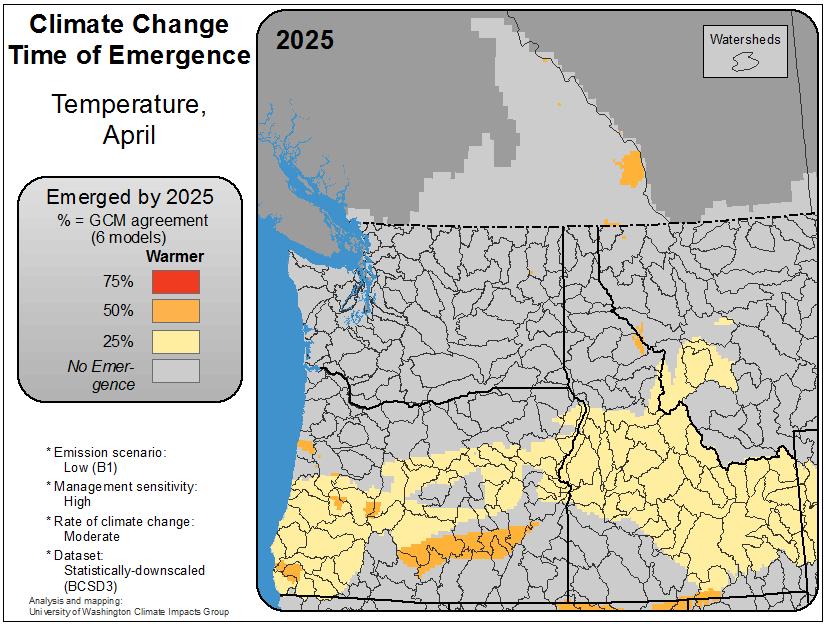 Climate Change
Time of Emergence
Temperature,
April
Emerged by 2025
% = GCM agreement
(6 models)
Warmer
75%
50%
25%
No Emer-
gence
* Emission scenario:
Low (B1)
* Management sensitivity:
High
* Rate of climate change:
Moderate
* Dataset:
Statistically-downscaled
(BCSD3)
Analysis and mapping:
University of Washington Climate Impacts Group
2025
Watersheds